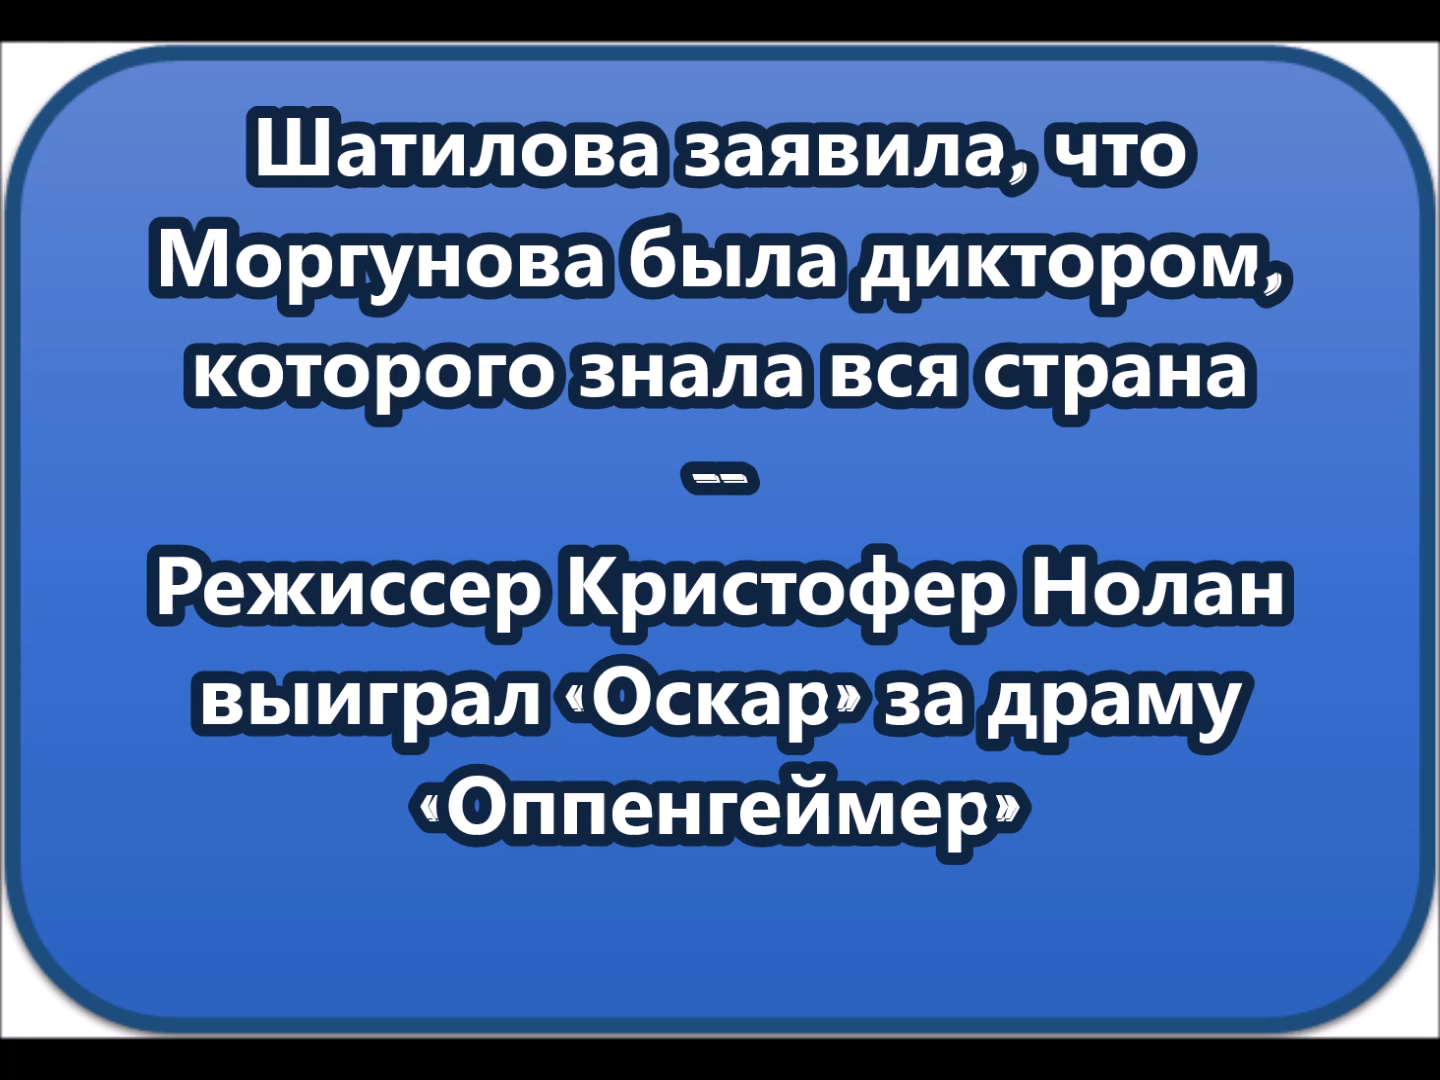 Шатилова заявила, что
Моргунова была диктором,
которого знала вся страна
--
Режиссер Кристофер Нолан
выиграл «Оскар» за драму
«Оппенгеймер»